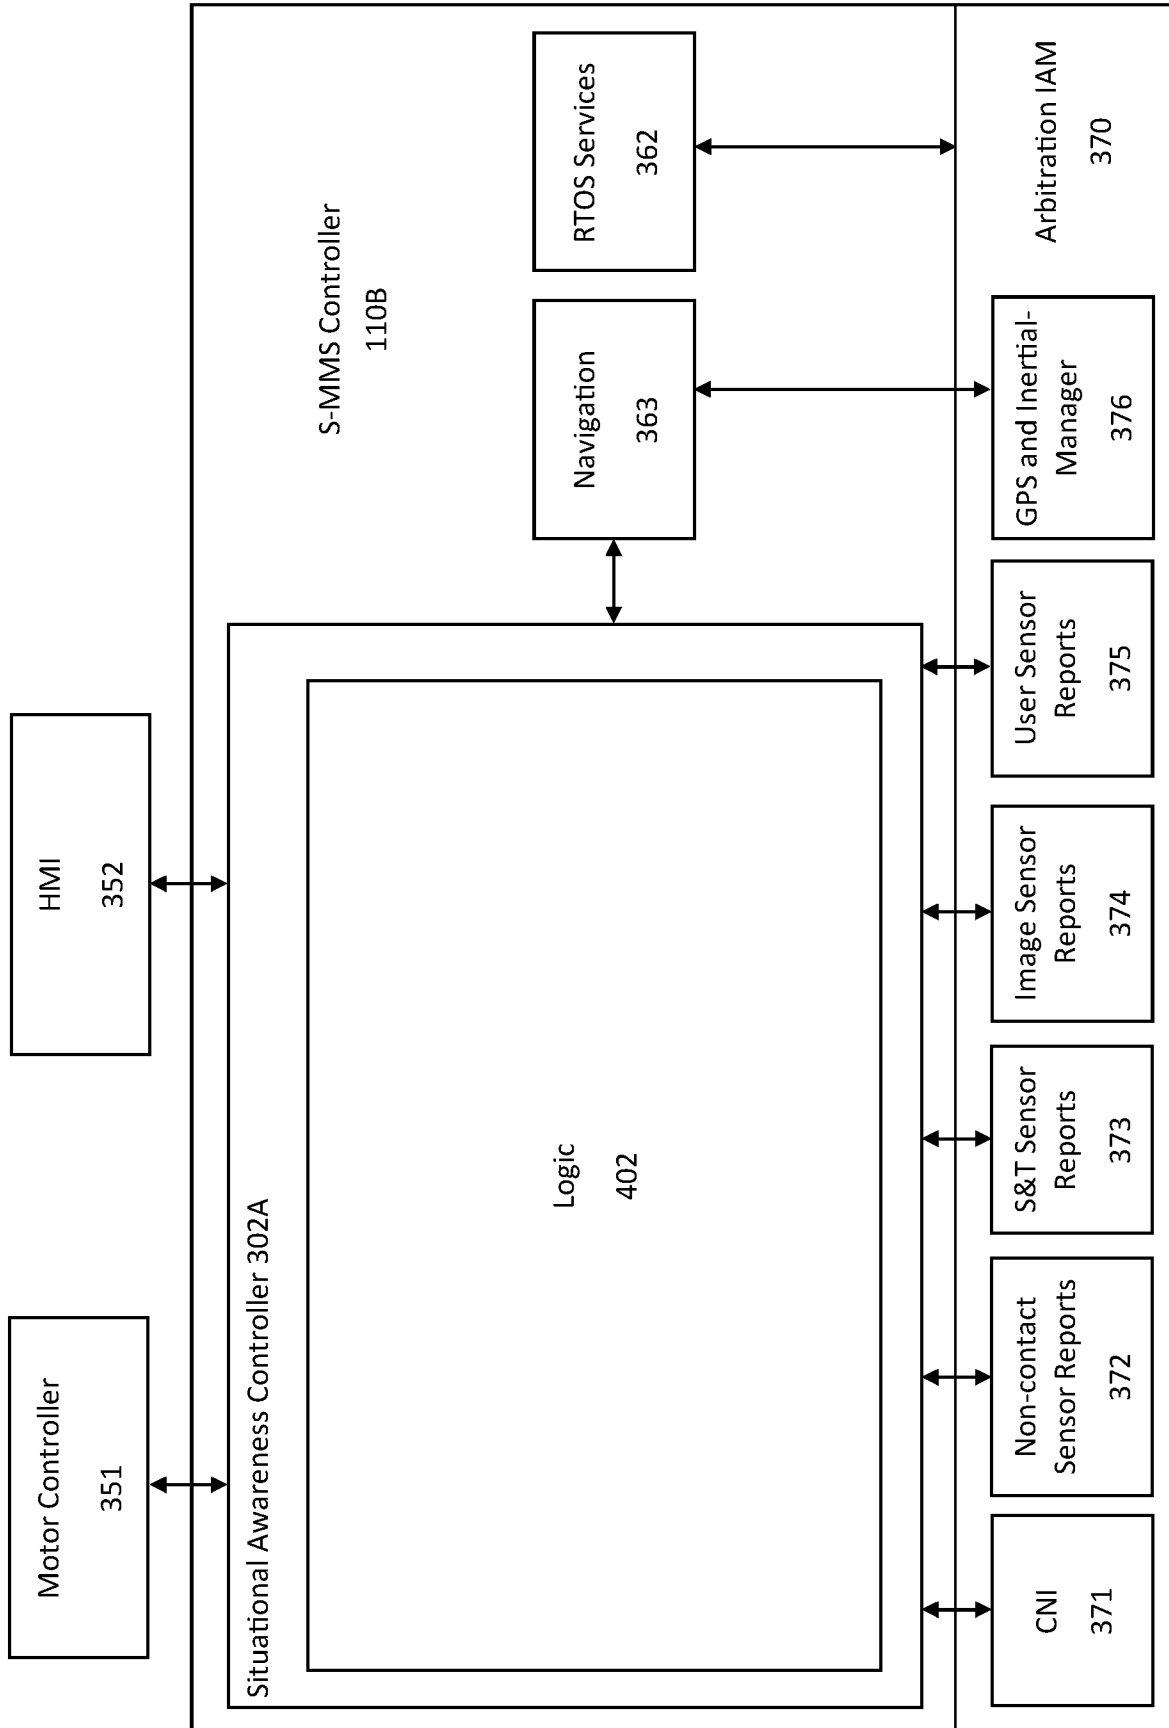 Motor Controller
351
HMI
352
S-MMS Controller
110B
Situational Awareness Controller 302A
Logic
402
Navigation
363
RTOS Services
362
CNI
371
Non-contact
Sensor Reports
372
S&T Sensor
Reports
373
Image Sensor
Reports
374
User Sensor
Reports
375
GPS and Inertial-
Manager
376
Arbitration IAM
370